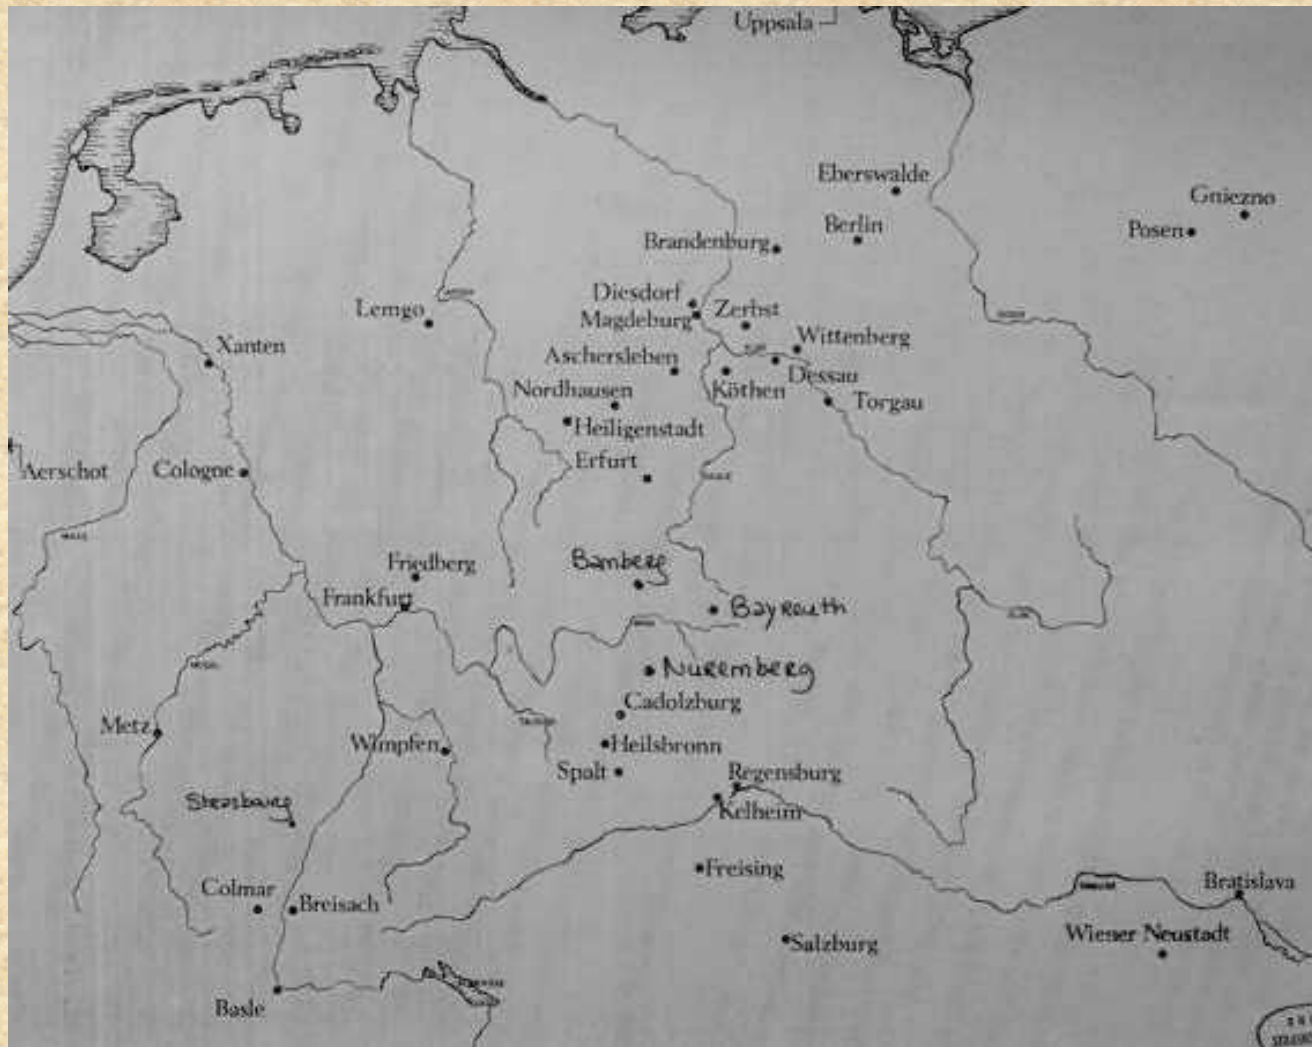 Uppsala
Eberswalde
Gniezno
Berlin
Posen
Brandenburg
Diesdorf
Lemgo
Magdeburg
Zerbst
Xanten
Wittenberg
Aschersleben
Dessau
Nordhausen
Köthen
Torgau
Heiligenstadt
Aerschot
Cologne
Erfurt
Friedberg
Bamberg
Frankfurt
Bayreuth
Nuremberg
Cadolzburg
Metz
Wimpfen
Heilsbronn
Spalt
Regensburg
Strasbourg
Kelheim
Freising
Colmar
Breisach
Bratislava
Wiener Neustadt
Salzburg
Basle